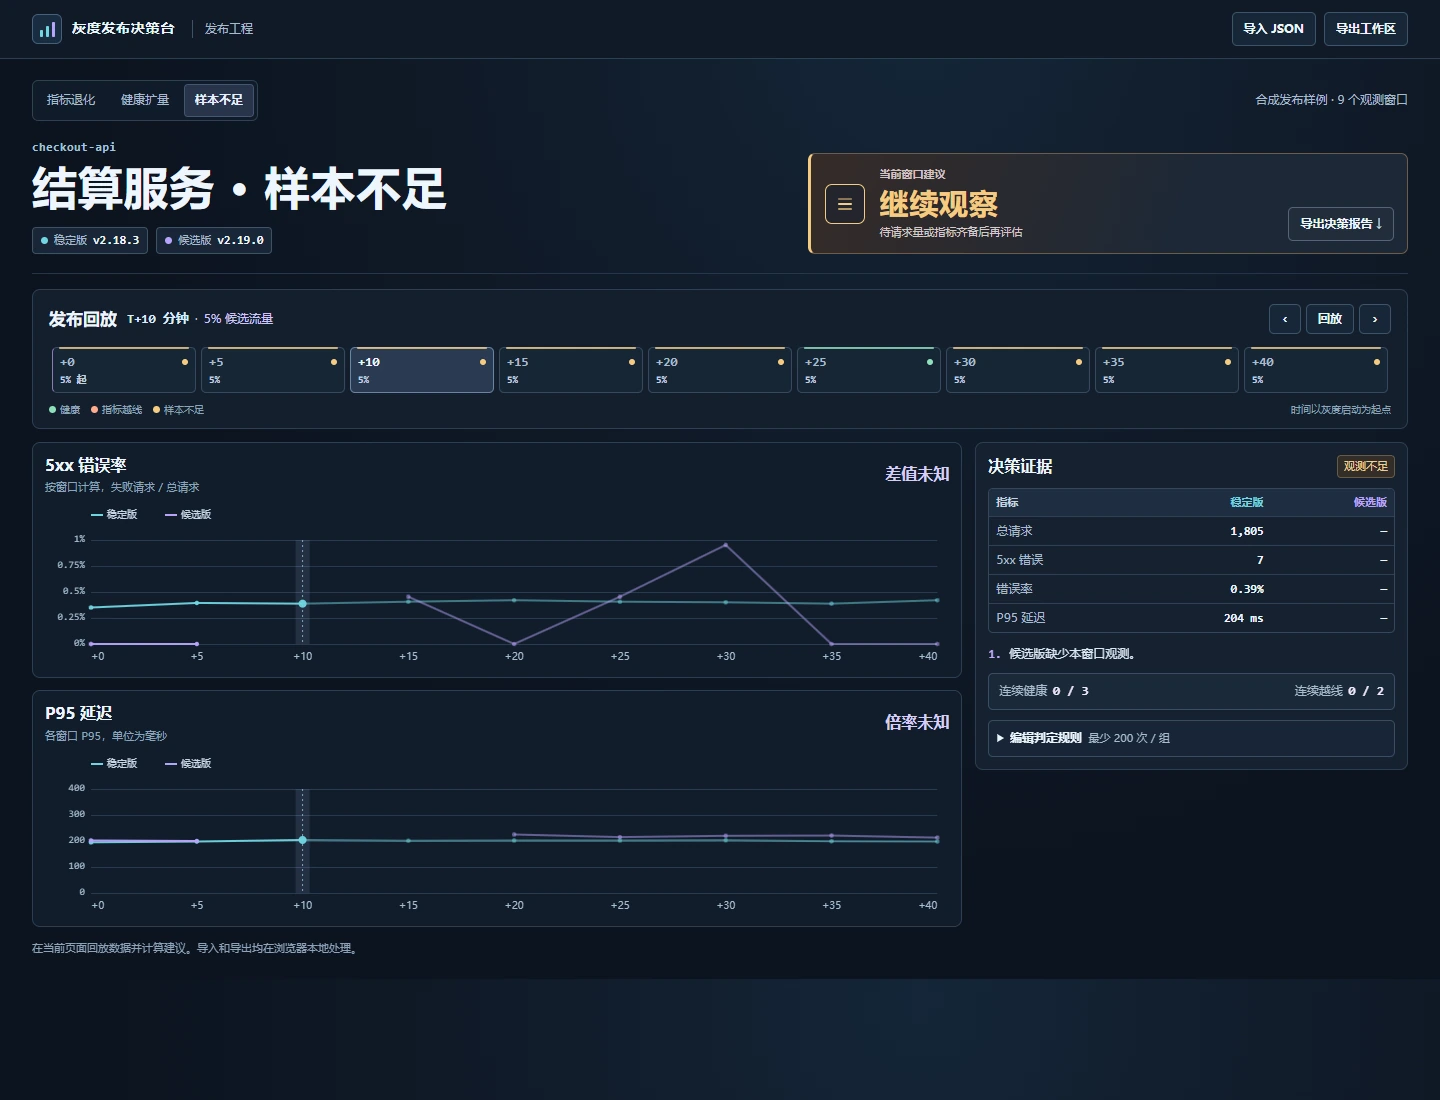 灰度发布决策台 发布工程 导入 JSON 导出工作区
指标退化 健康扩量 样本不足 合成发布样例 · 9 个观测窗口
checkout-api
结算服务 • 样本不足
稳定版 v2.18.3 候选版 v2.19.0
当前窗口建议
继续观察
待请求量或指标齐备后再评估
导出决策报告 ↓
发布回放 T+10 分钟 · 5% 候选流量 ‹ 回放 ›
+0 +5 +10 +15 +20 +25 +30 +35 +40
5% 起 5% 5% 5% 5% 5% 5% 5% 5%
健康 指标越线 样本不足 时间以灰度启动为起点
5xx 错误率 差值未知
按窗口计算，失败请求 / 总请求
稳定版 候选版
1%
0.75%
0.5%
0.25%
0%
+0 +5 +10 +15 +20 +25 +30 +35 +40
P95 延迟 倍率未知
各窗口 P95，单位为毫秒
稳定版 候选版
400
300
200
100
0
+0 +5 +10 +15 +20 +25 +30 +35 +40
决策证据 观测不足
指标 稳定版 候选版
总请求 1,805 —
5xx 错误 7 —
错误率 0.39% —
P95 延迟 204 ms —
1. 候选版缺少本窗口观测。
连续健康 0 / 3 连续越线 0 / 2
▶ 编辑判定规则 最少 200 次 / 组
在当前页面回放数据并计算建议。导入和导出均在浏览器本地处理。